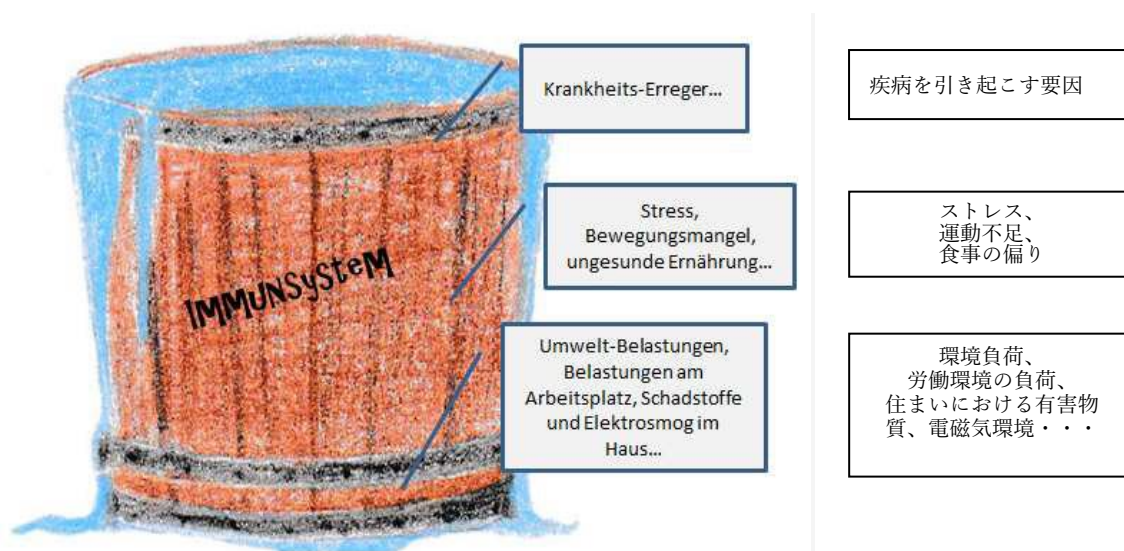 Krankheits-Erreger...
疾病を引き起こす要因
Stress,
Bewegungsmangel,
ungesunde Ernährung...
ストレス、
運動不足、
食事の偏り
IMMUNSySteM
Umwelt-Belastungen,
Belastungen am
Arbeitsplatz, Schadstoffe
und Elektrosmog im
Haus...
環境負荷、
労働環境の負荷、
住まいにおける有害物
質、電磁気環境・・・